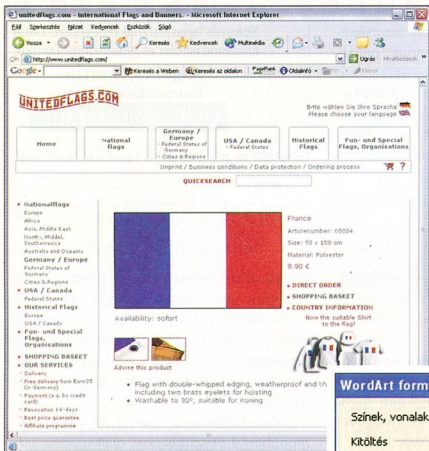 unitedflags.com - international Flags and Banners. - Microsoft Internet Explorer
Fájl Szerkesztés Nézet Kedvencek Eszközök Súgó
Vissza Keresés Kedvencek Multimédia
http://www.unitedflags.com/ Ugrás Hivatkozások
Google Keresés a Weben Keresés az oldalon PageRank Oldalinfó
UNITEDFLAGS.COM
Bitte wählen Sie Ihre Sprache
Please choose your language
Home
National flags
Germany / Europe
- Federal States of Germany
- Cities & Regions
USA / Canada
- Federal States
Historical flags
Fun- und Special Flags, Organisations
Imprint / Business conditions / Data protection / Ordering process ?
QUICKSEARCH
Nationalflags
Europe
Africa
Asia, Middle East
North-, Middel, Southamerica
Australia and Oceania
Germany / Europe
Federal States of Germany
Cities & Regions
USA / Canada
Federal States
Historical Flags
Europe
USA / Canada
Fun- und Special Flags, Organisations
SHOPPING BASKET
OUR SERVICES
Delivery
Free delivery from Euro35 (in Germany)
Payment (e.g. by credit card)
Revocation 14-days
Best price guarantee
Affiliate programme
France
Articlenumber: 60004
Size: 90 x 150 cm
Material: Polyester
9.90 €
DIRECT ORDER
SHOPPING BASKET
COUNTRY INFORMATION
Now the suitable Shirt to the flag!
Availability: sofort
Advise this product
Flag with double-whipped edging, weatherproof and
including two brass eyelets for hoisting
Washable to 30°, suitable for ironing
WordArt form
Színek, vonalak
Kitöltés